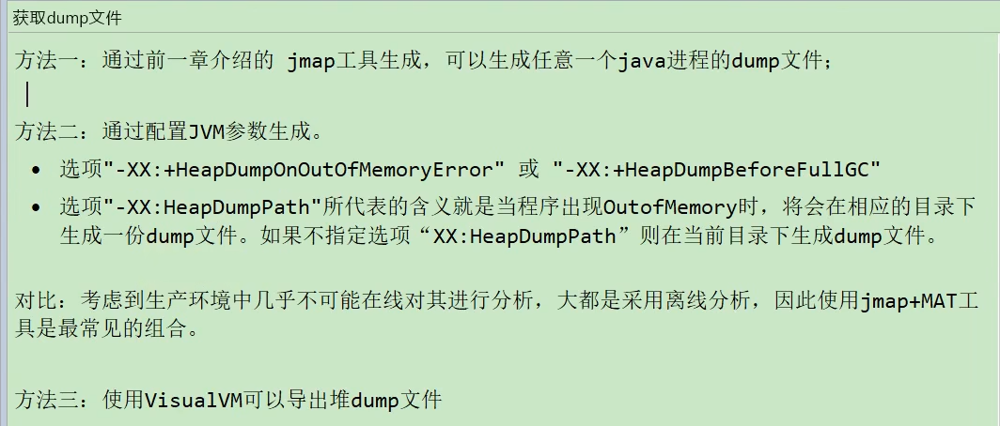 获取dump文件
方法一：通过前一章介绍的 jmap工具生成，可以生成任意一个java进程的dump文件；
方法二：通过配置JVM参数生成。
• 选项"-XX:+HeapDumpOnOutOfMemoryError" 或 "-XX:+HeapDumpBeforeFullGC"
• 选项"-XX:HeapDumpPath"所代表的含义就是当程序出现OutofMemory时，将会在相应的目录下
生成一份dump文件。如果不指定选项“XX:HeapDumpPath”则在当前目录下生成dump文件。
对比：考虑到生产环境中几乎不可能在线对其进行分析，大都是采用离线分析，因此使用jmap+MAT工
具是最常见的组合。
方法三：使用VisualVM可以导出堆dump文件